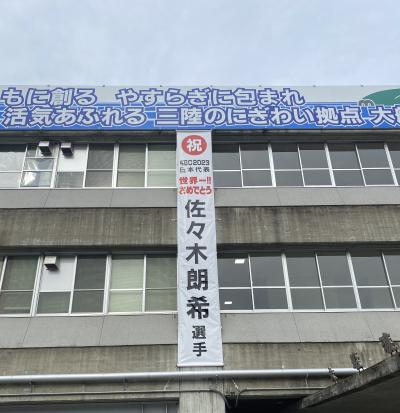 もに創る やすらぎに包まれ
活気あふれる 三陸のにぎわい拠点 大
祝
WBC2023
日本代表
世界一!!
おめでとう
佐々木朗希選手